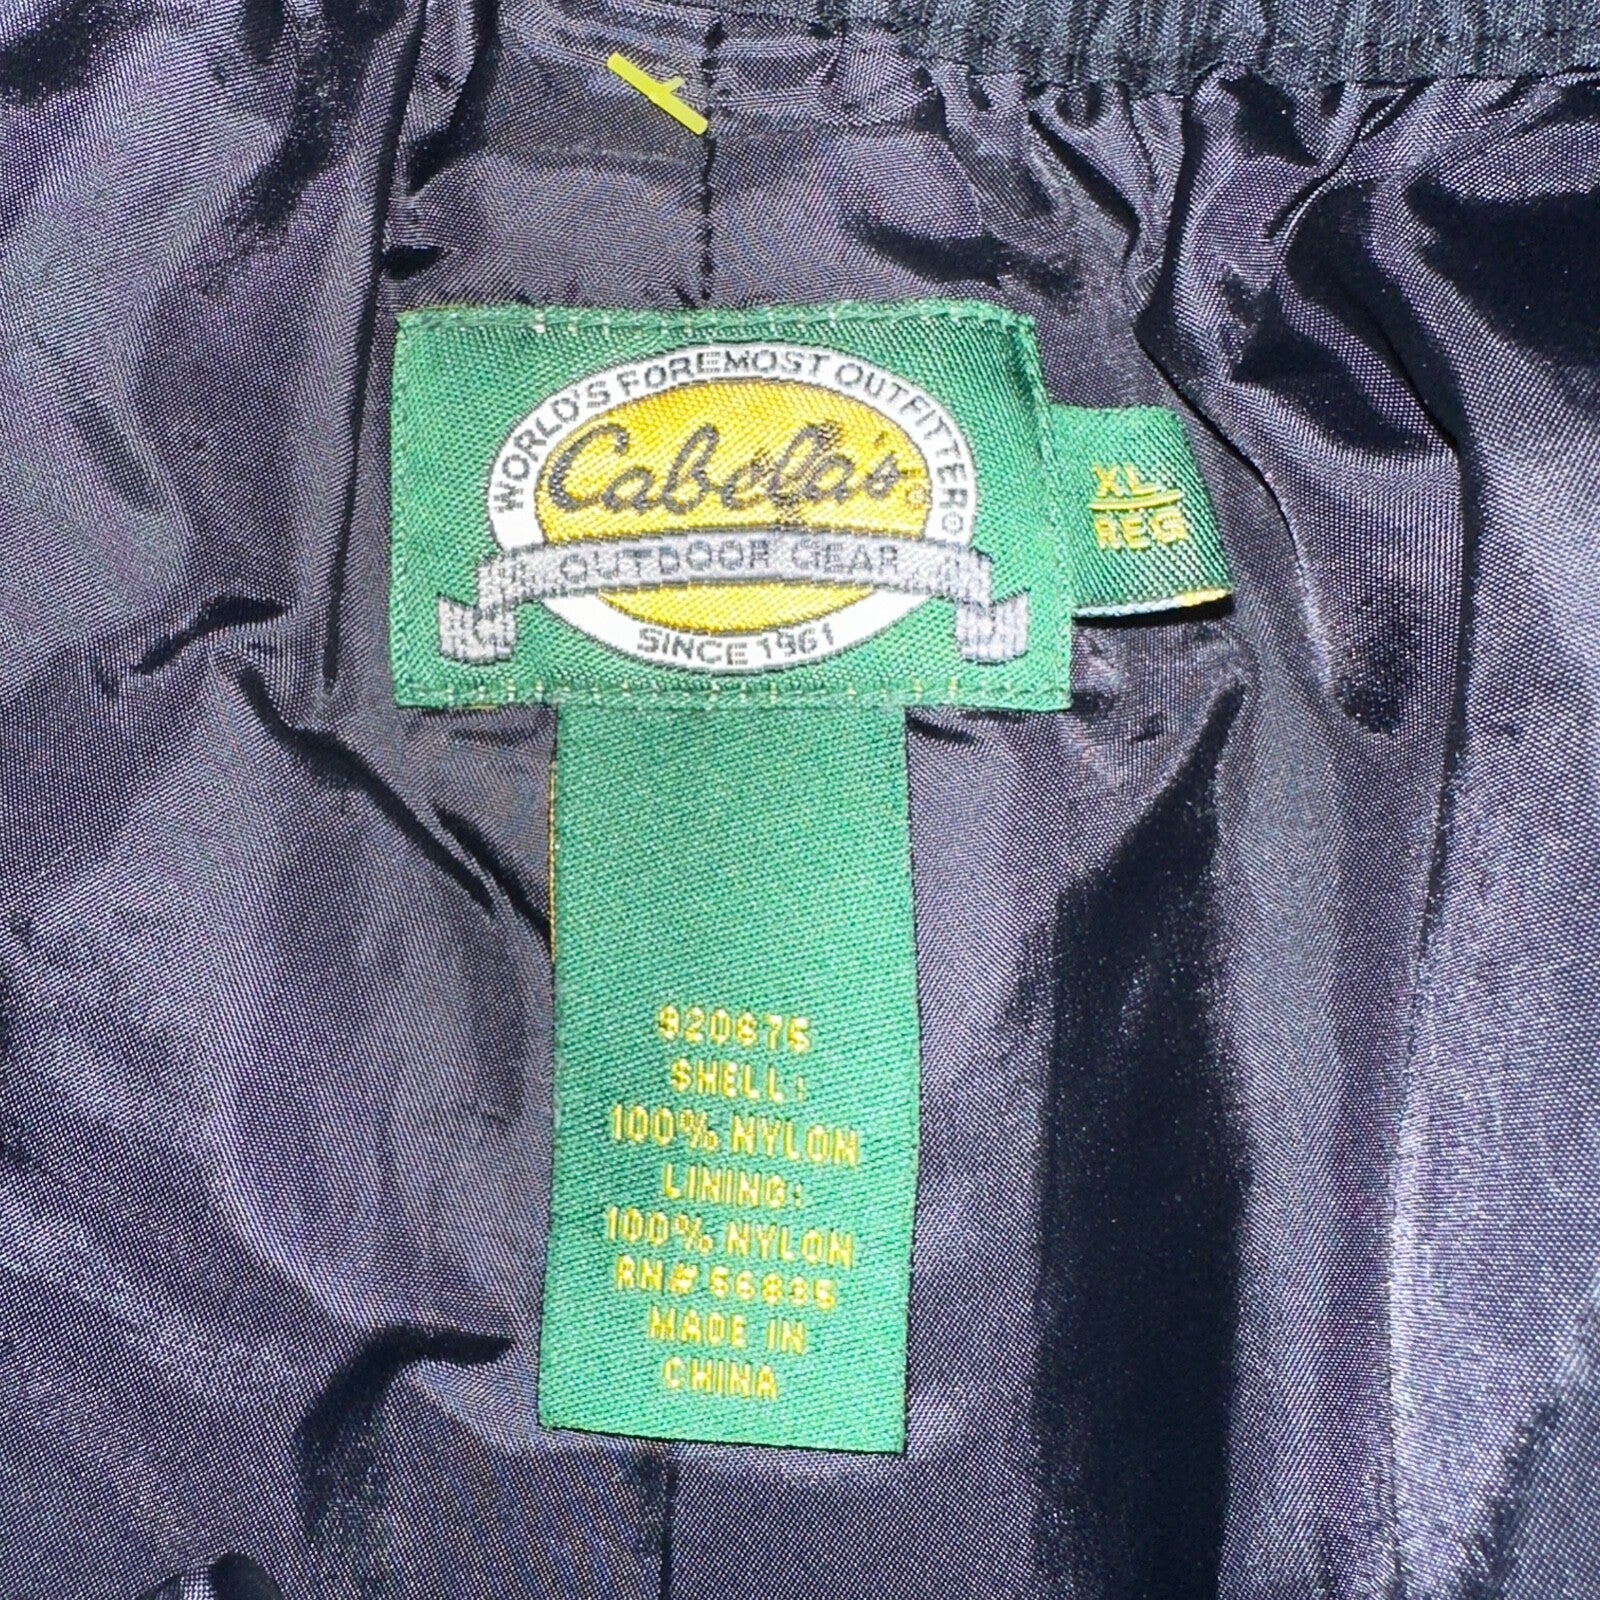 WORLD'S FOREMOST OUTFITTER®
Cabela's®
OUTDOOR GEAR
SINCE 1961
XL
REG
920675
SHELL:
100% NYLON
LINING:
100% NYLON
RN# 56835
MADE IN
CHINA